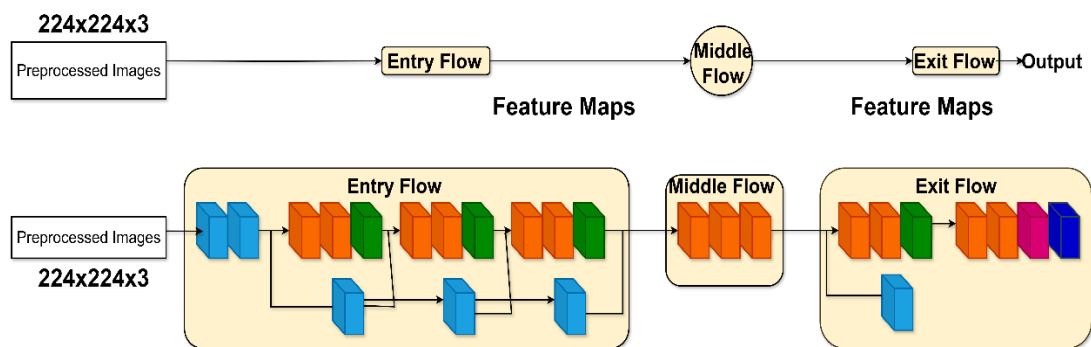 224x224x3
Preprocessed Images
Entry Flow
Middle
Flow
Exit Flow
Output
Feature Maps
Feature Maps
Entry Flow
Middle Flow
Exit Flow
Preprocessed Images
224x224x3